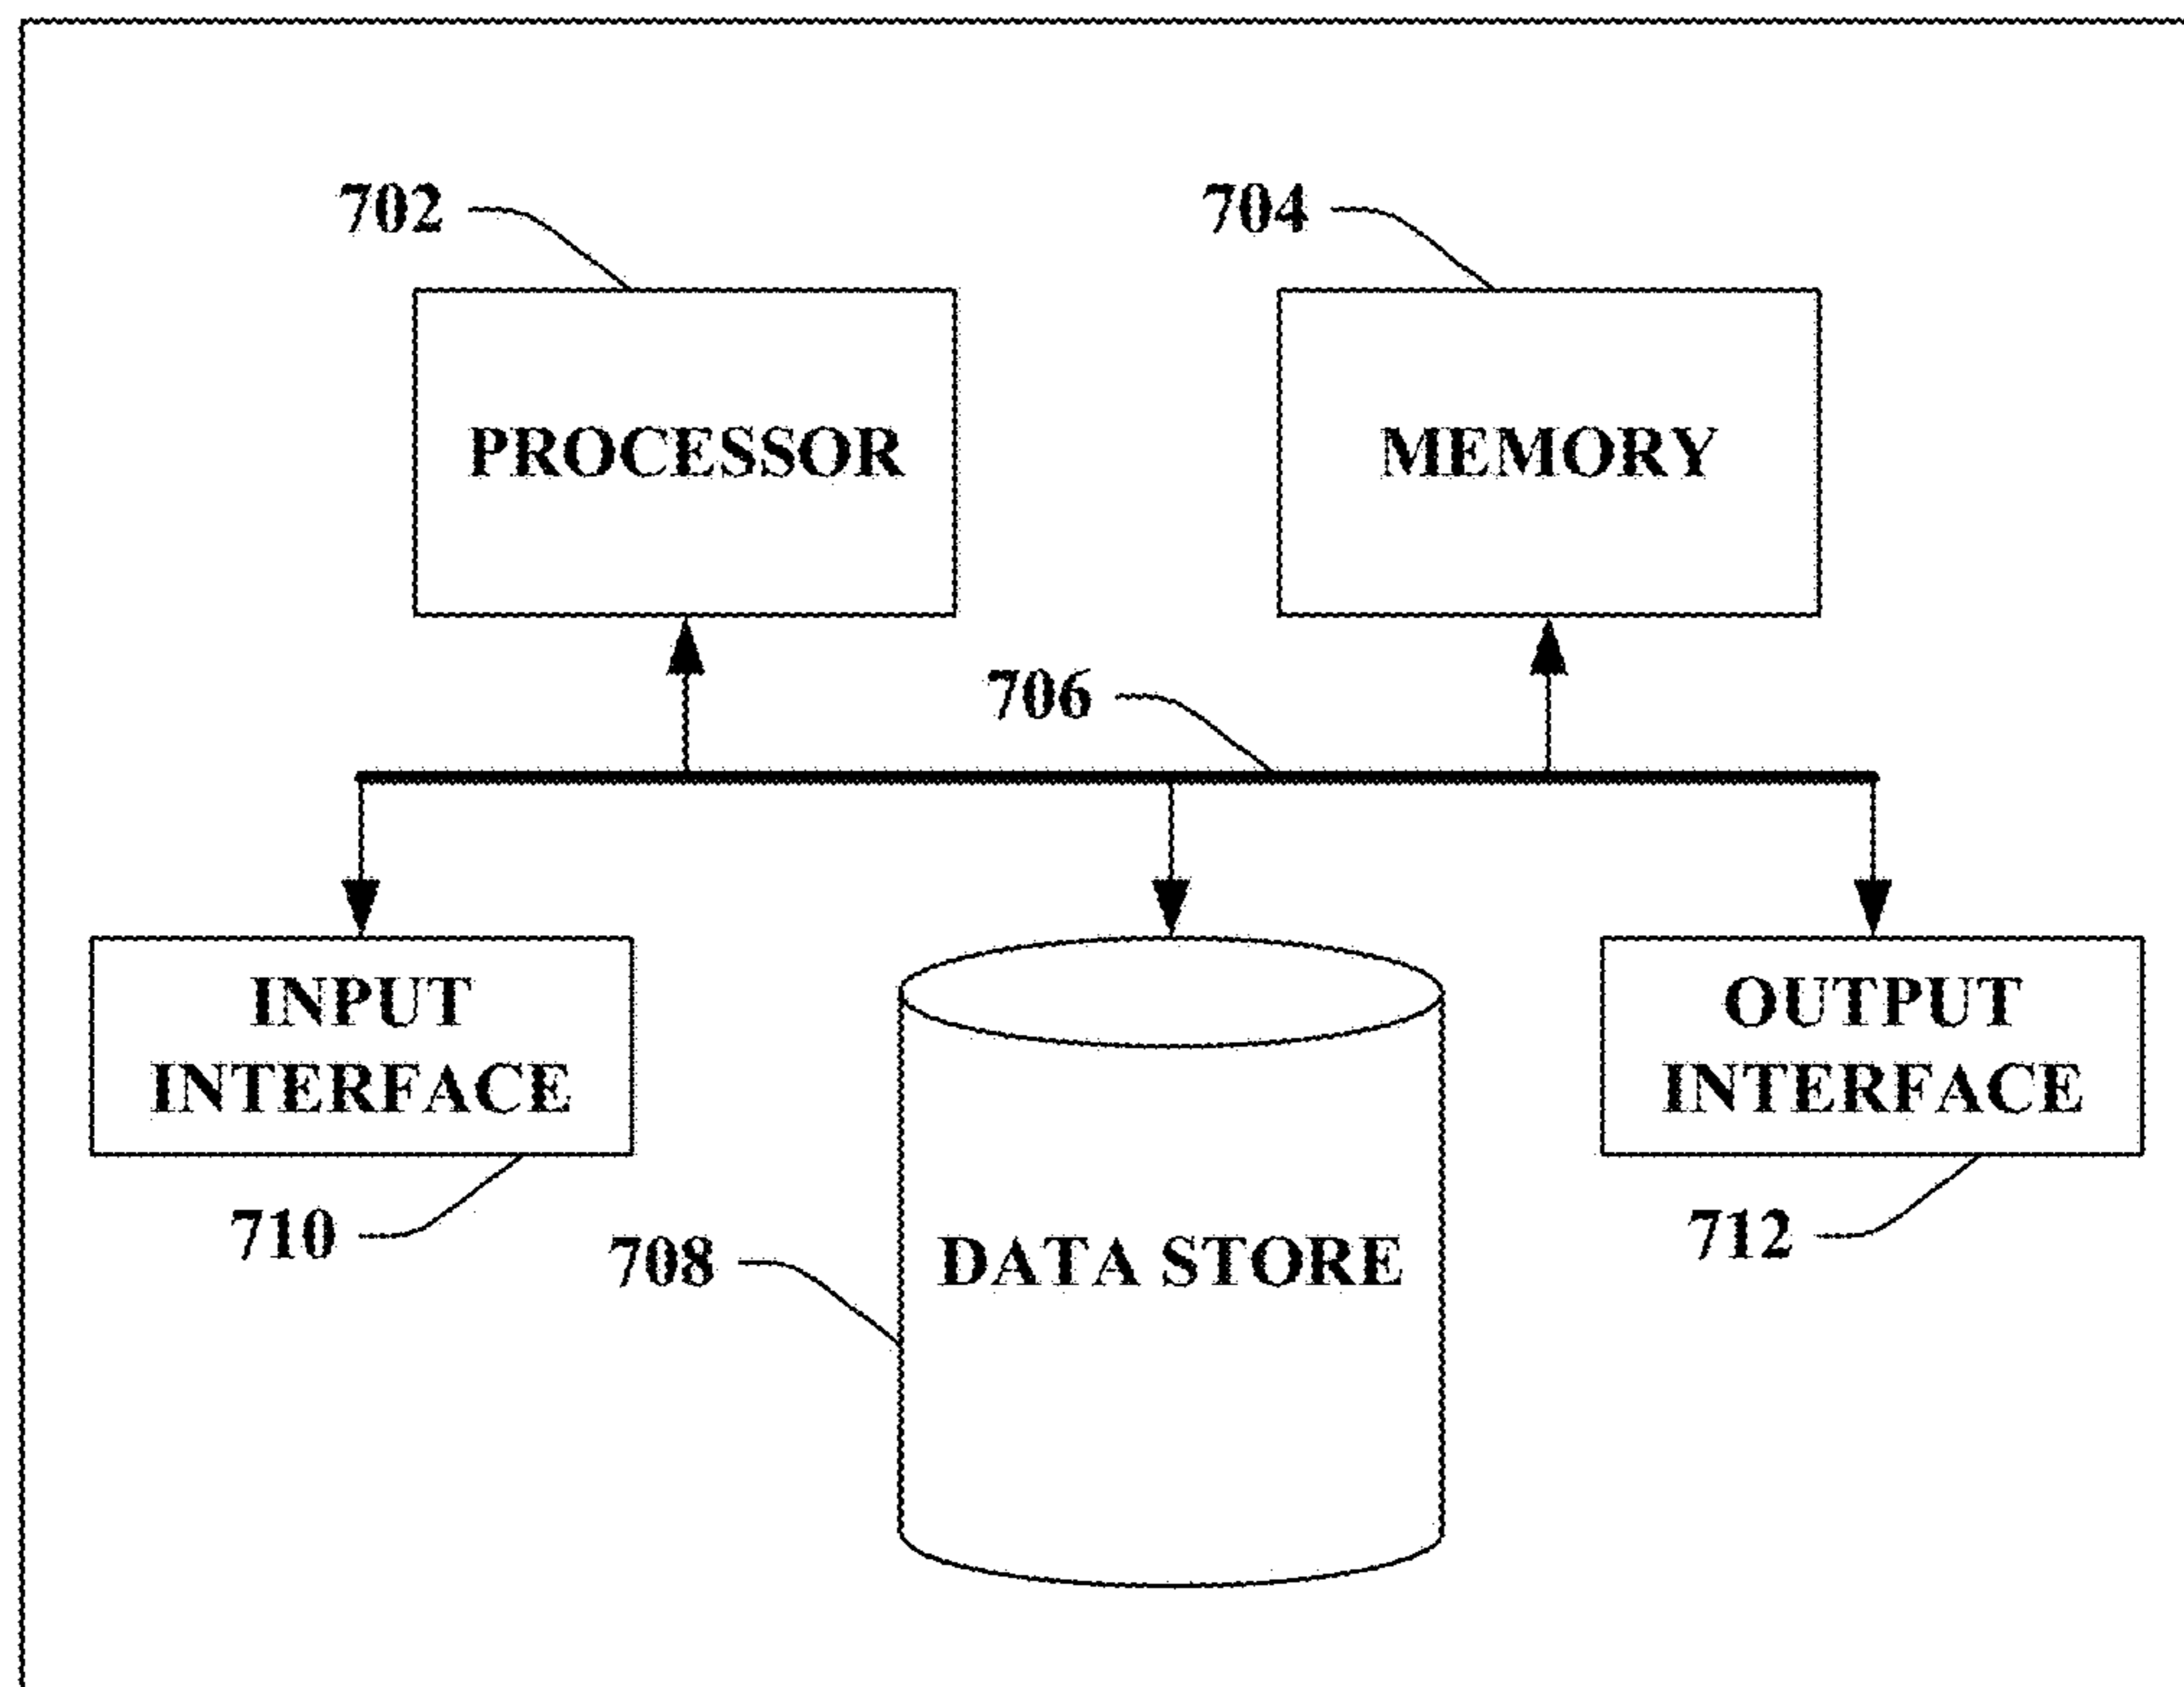 702
704
PROCESSOR
MEMORY
706
INPUT
INTERFACE
OUTPUT
INTERFACE
710
708
DATA STORE
712